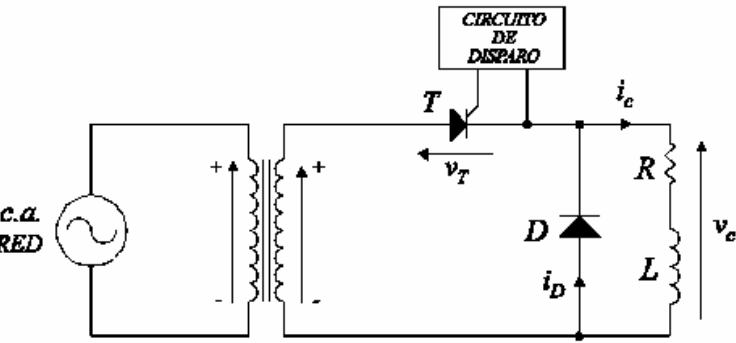 CIRCUITO
DE
DISPARO
T
i_c
+
+
v_T
R
c.a.
RED
D
v_c
L
i_D
-
-